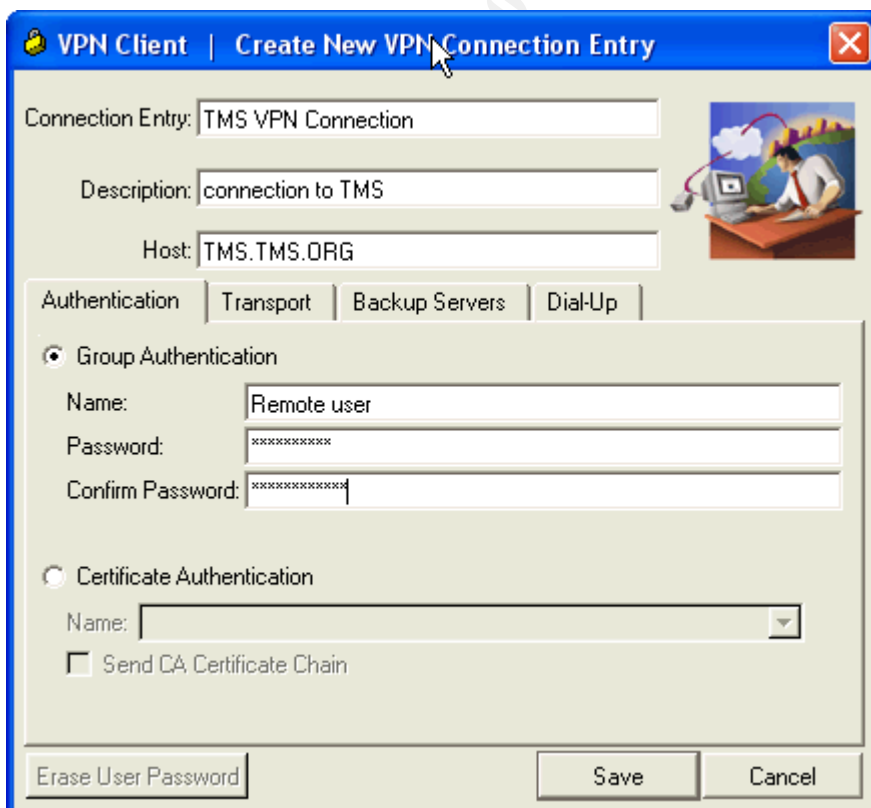 VPN Client | Create New VPN Connection Entry
Connection Entry: TMS VPN Connection
Description: connection to TMS
Host: TMS.TMS.ORG
Authentication Transport Backup Servers Dial-Up
Group Authentication
Name: Remote user
Password: **********
Confirm Password: ************
Certificate Authentication
Name:
Send CA Certificate Chain
Erase User Password Save Cancel